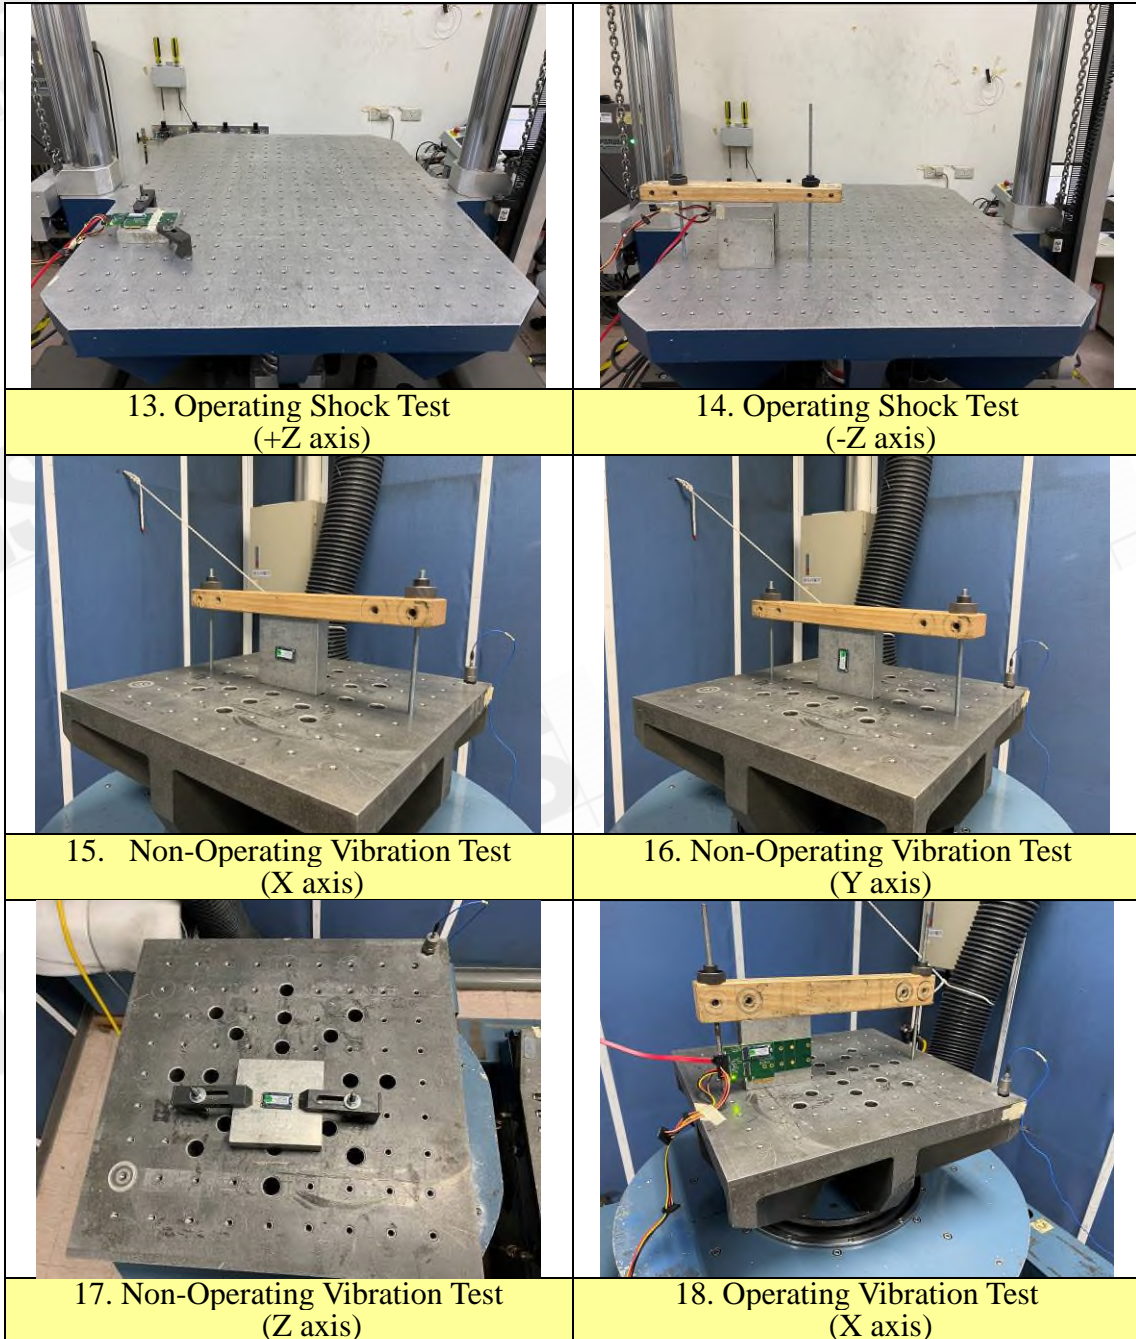 13. Operating Shock Test
(+Z axis)
14. Operating Shock Test
(-Z axis)
15. Non-Operating Vibration Test
(X axis)
16. Non-Operating Vibration Test
(Y axis)
17. Non-Operating Vibration Test
(Z axis)
18. Operating Vibration Test
(X axis)